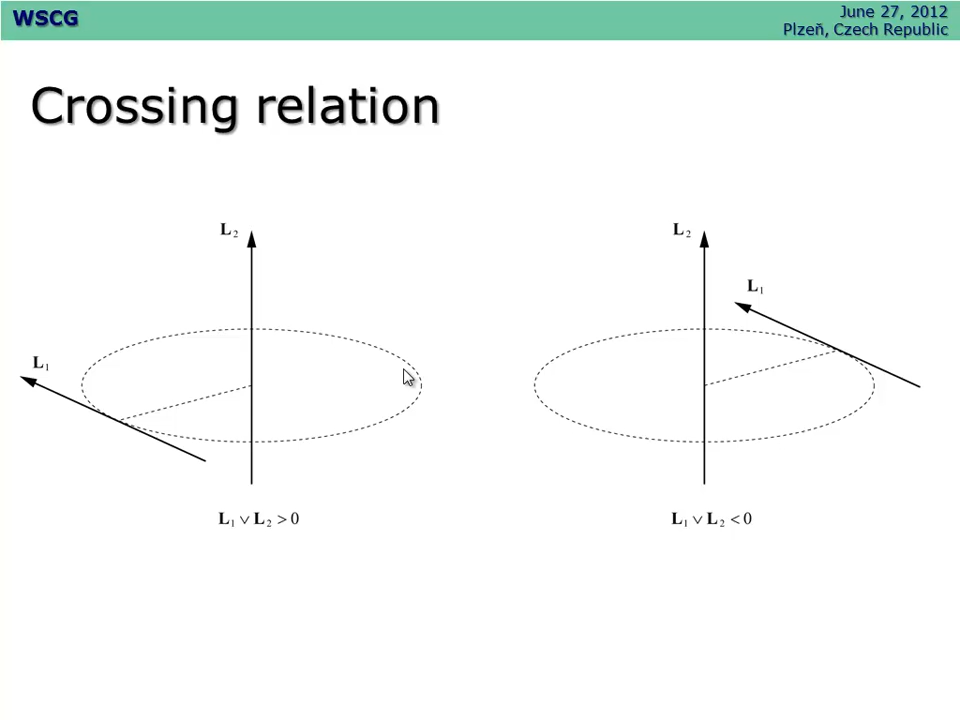 WSCG
June 27, 2012
Plzeň, Czech Republic
Crossing relation
L₂
L₁
L₁ ∨ L₂ > 0
L₂
L₁
L₁ ∨ L₂ < 0